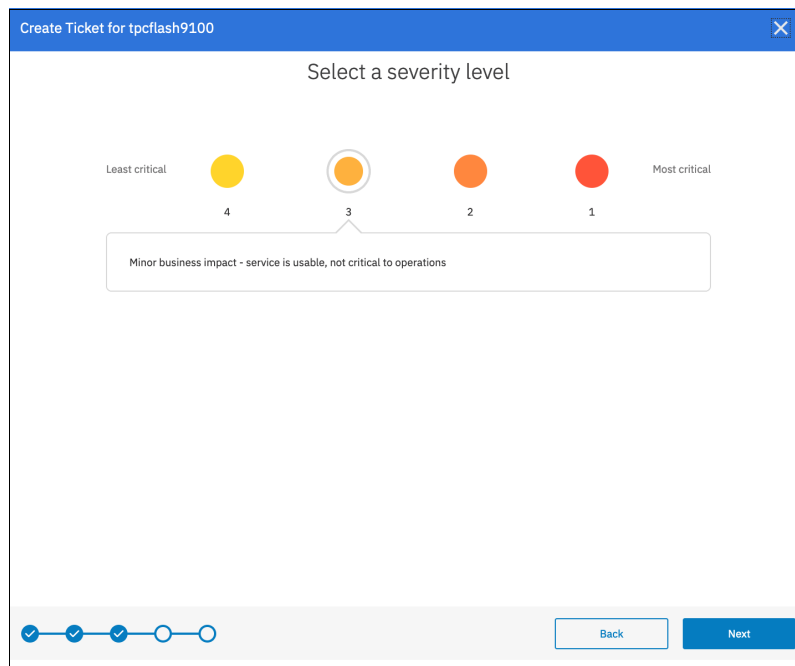 Create Ticket for tpcflash9100
Select a severity level
Least critical
Most critical
4
3
2
1
Minor business impact - service is usable, not critical to operations
Back
Next